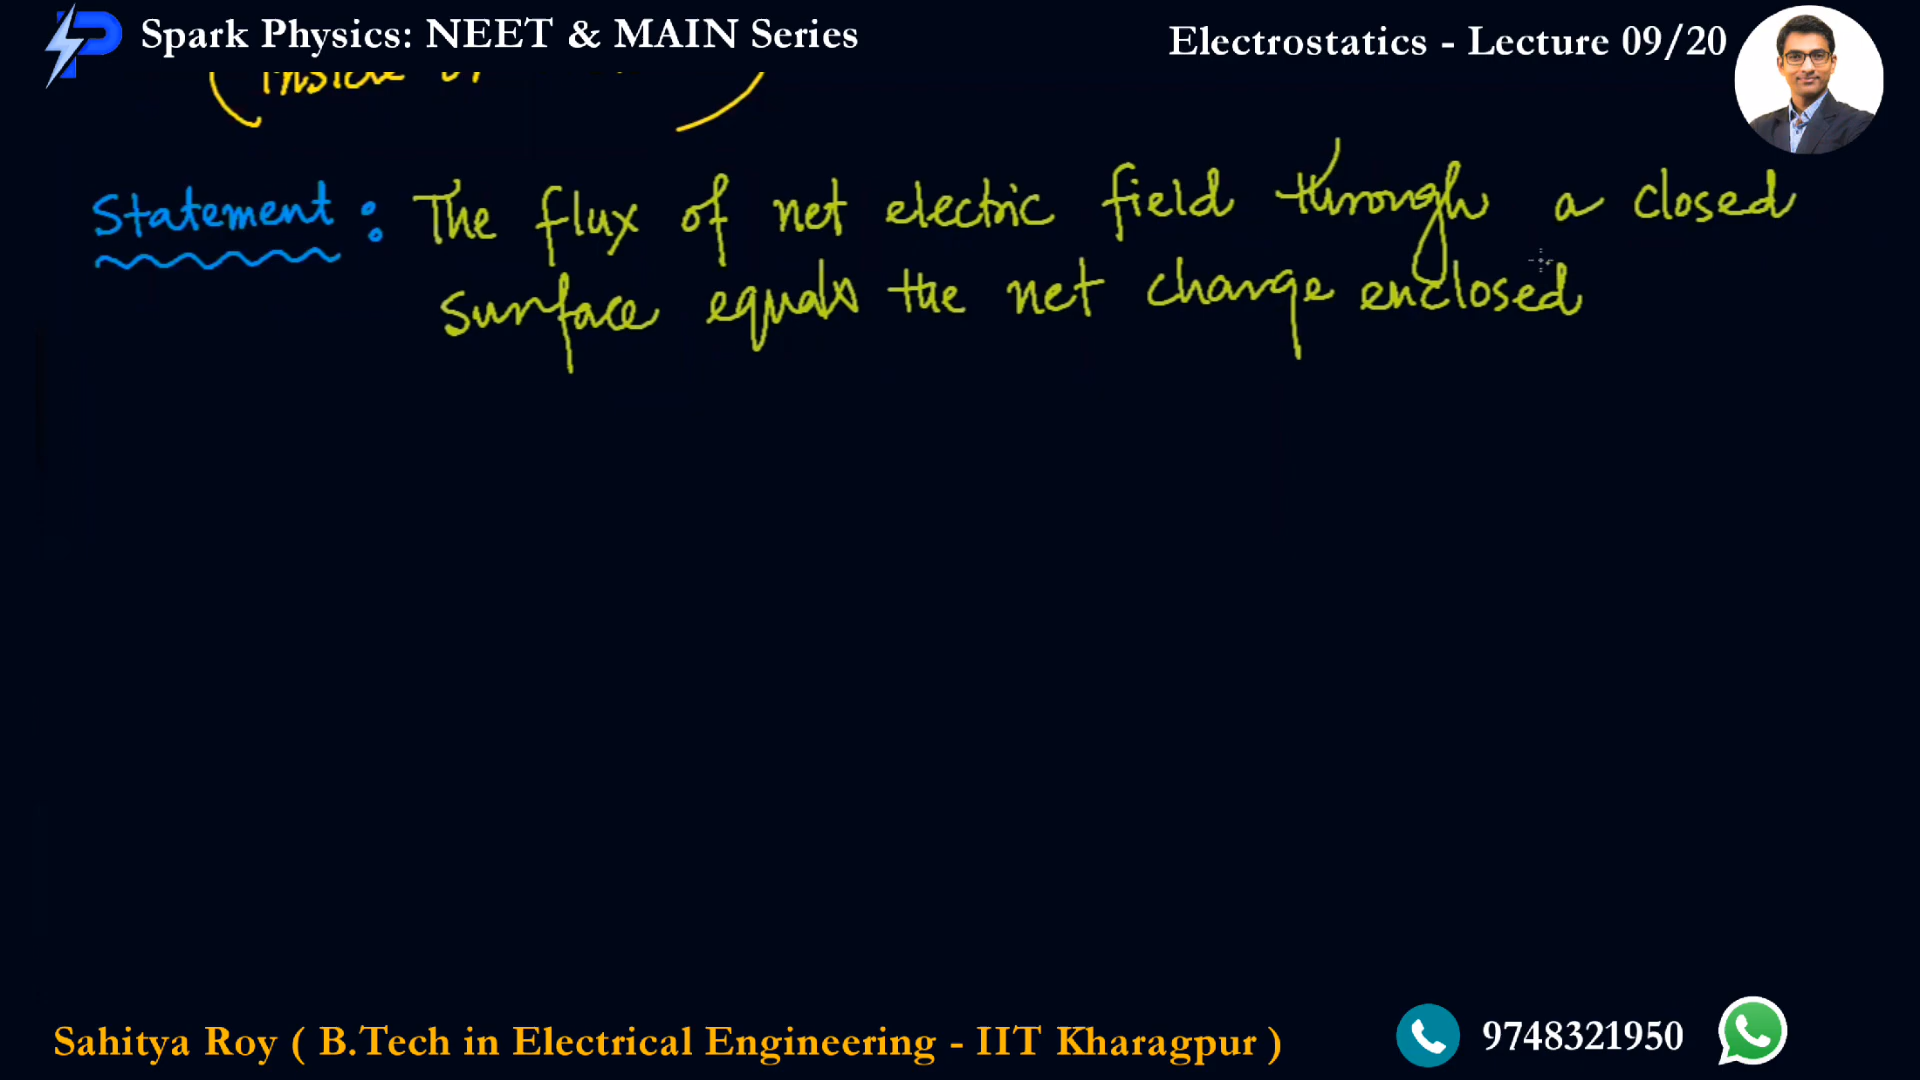 Spark Physics: NEET & MAIN Series
Electrostatics - Lecture 09/20
inside
Statement : The flux of net electric field through a closed
surface equals the net charge enclosed
Sahitya Roy ( B.Tech in Electrical Engineering - IIT Kharagpur )
9748321950